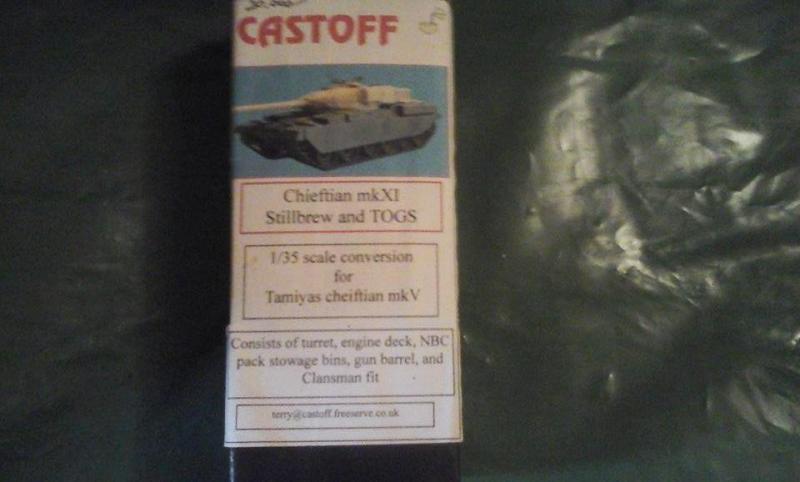 CASTOFF
Chieftian mkXI
Stillbrew and TOGS
1/35 scale conversion
for
Tamiyas cheiftian mkV
Consists of turret, engine deck, NBC
pack stowage bins, gun barrel, and
Clansman fit
terry@castoff.freeserve.co.uk